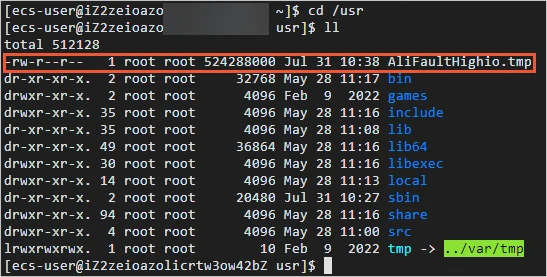 [ecs-user@iZ2zeioazo ~]$ cd /usr
[ecs-user@iZ2zeioazo usr]$ ll
total 512128
-rw-r--r-- 1 root root 524288000 Jul 31 10:38 AliFaultHighio.tmp
dr-xr-xr-x. 2 root root 32768 May 28 11:17 bin
drwxr-xr-x. 2 root root 4096 Feb 9 2022 games
drwxr-xr-x. 35 root root 4096 May 28 11:16 include
dr-xr-xr-x. 35 root root 4096 May 28 11:08 lib
dr-xr-xr-x. 49 root root 36864 May 28 11:16 lib64
drwxr-xr-x. 30 root root 4096 May 28 11:16 libexec
drwxr-xr-x. 14 root root 4096 May 28 11:13 local
dr-xr-xr-x. 2 root root 20480 May 28 11:27 sbin
drwxr-xr-x. 94 root root 4096 May 28 11:16 share
drwxr-xr-x. 4 root root 4096 May 28 11:00 src
lrwxrwxrwx. 1 root root 10 Feb 9 2022 tmp -> ../var/tmp
[ecs-user@iZ2zeioazolicrtw3ow42bZ usr]$